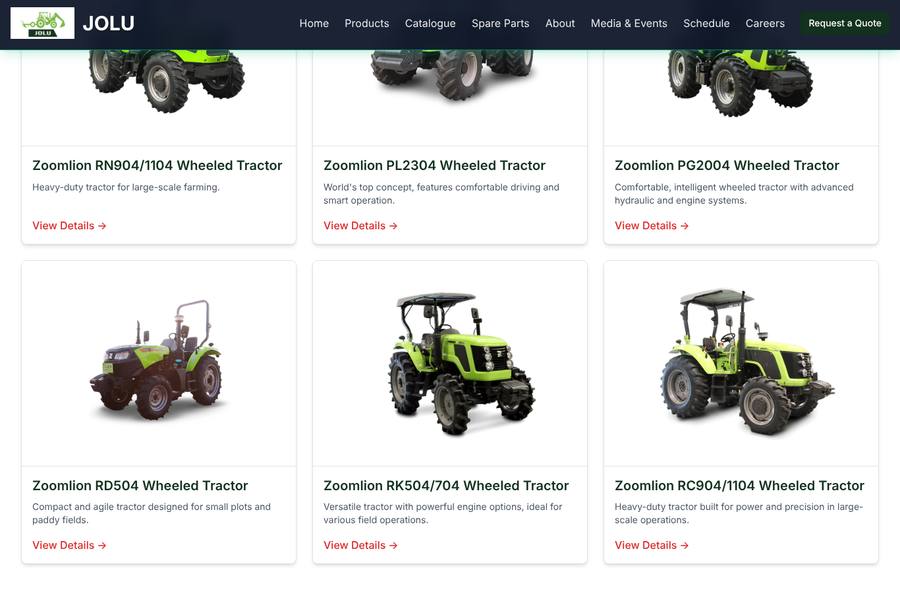 JOLU
JOLU
Home Products Catalogue Spare Parts About Media & Events Schedule Careers Request a Quote
Zoomlion RN904/1104 Wheeled Tractor
Heavy-duty tractor for large-scale farming.
View Details →
Zoomlion PL2304 Wheeled Tractor
World's top concept, features comfortable driving and
smart operation.
View Details →
Zoomlion PG2004 Wheeled Tractor
Comfortable, intelligent wheeled tractor with advanced
hydraulic and engine systems.
View Details →
Zoomlion RD504 Wheeled Tractor
Compact and agile tractor designed for small plots and
paddy fields.
View Details →
Zoomlion RK504/704 Wheeled Tractor
Versatile tractor with powerful engine options, ideal for
various field operations.
View Details →
Zoomlion RC904/1104 Wheeled Tractor
Heavy-duty tractor built for power and precision in large-
scale operations.
View Details →